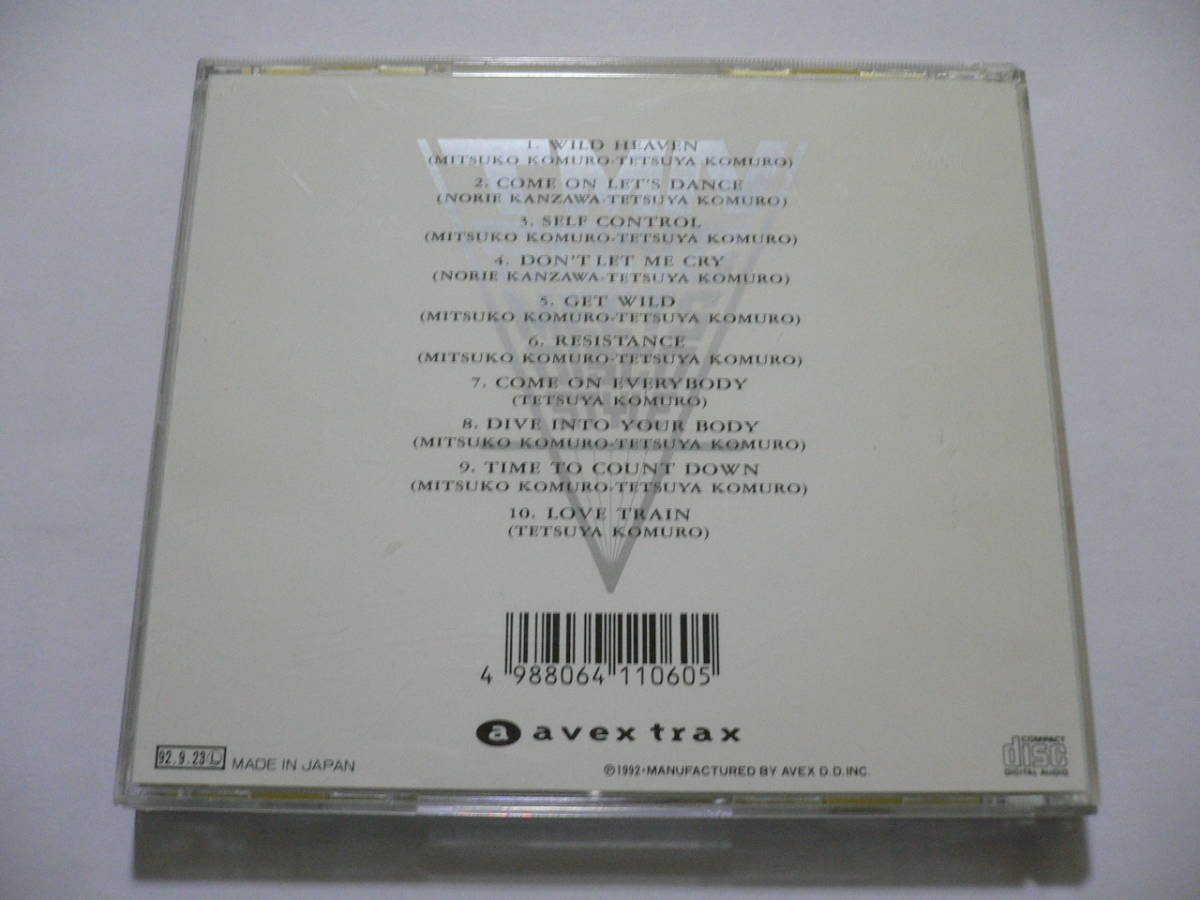 1. WILD HEAVEN
(MITSUKO KOMURO-TETSUYA KOMURO)
2. COME ON LET'S DANCE
(NORIE KANZAWA-TETSUYA KOMURO)
3. SELF CONTROL
(MITSUKO KOMURO-TETSUYA KOMURO)
4. DON'T LET ME CRY
(NORIE KANZAWA-TETSUYA KOMURO)
5. GET WILD
(MITSUKO KOMURO-TETSUYA KOMURO)
6. RESISTANCE
(MITSUKO KOMURO-TETSUYA KOMURO)
7. COME ON EVERYBODY
(TETSUYA KOMURO)
8. DIVE INTO YOUR BODY
(MITSUKO KOMURO-TETSUYA KOMURO)
9. TIME TO COUNT DOWN
(MITSUKO KOMURO-TETSUYA KOMURO)
10. LOVE TRAIN
(TETSUYA KOMURO)
4 988064 110605
a avex trax
92.9.23 L MADE IN JAPAN
℗1992·MANUFACTURED BY AVEX D.D.INC.
COMPACT
disc
DIGITAL AUDIO